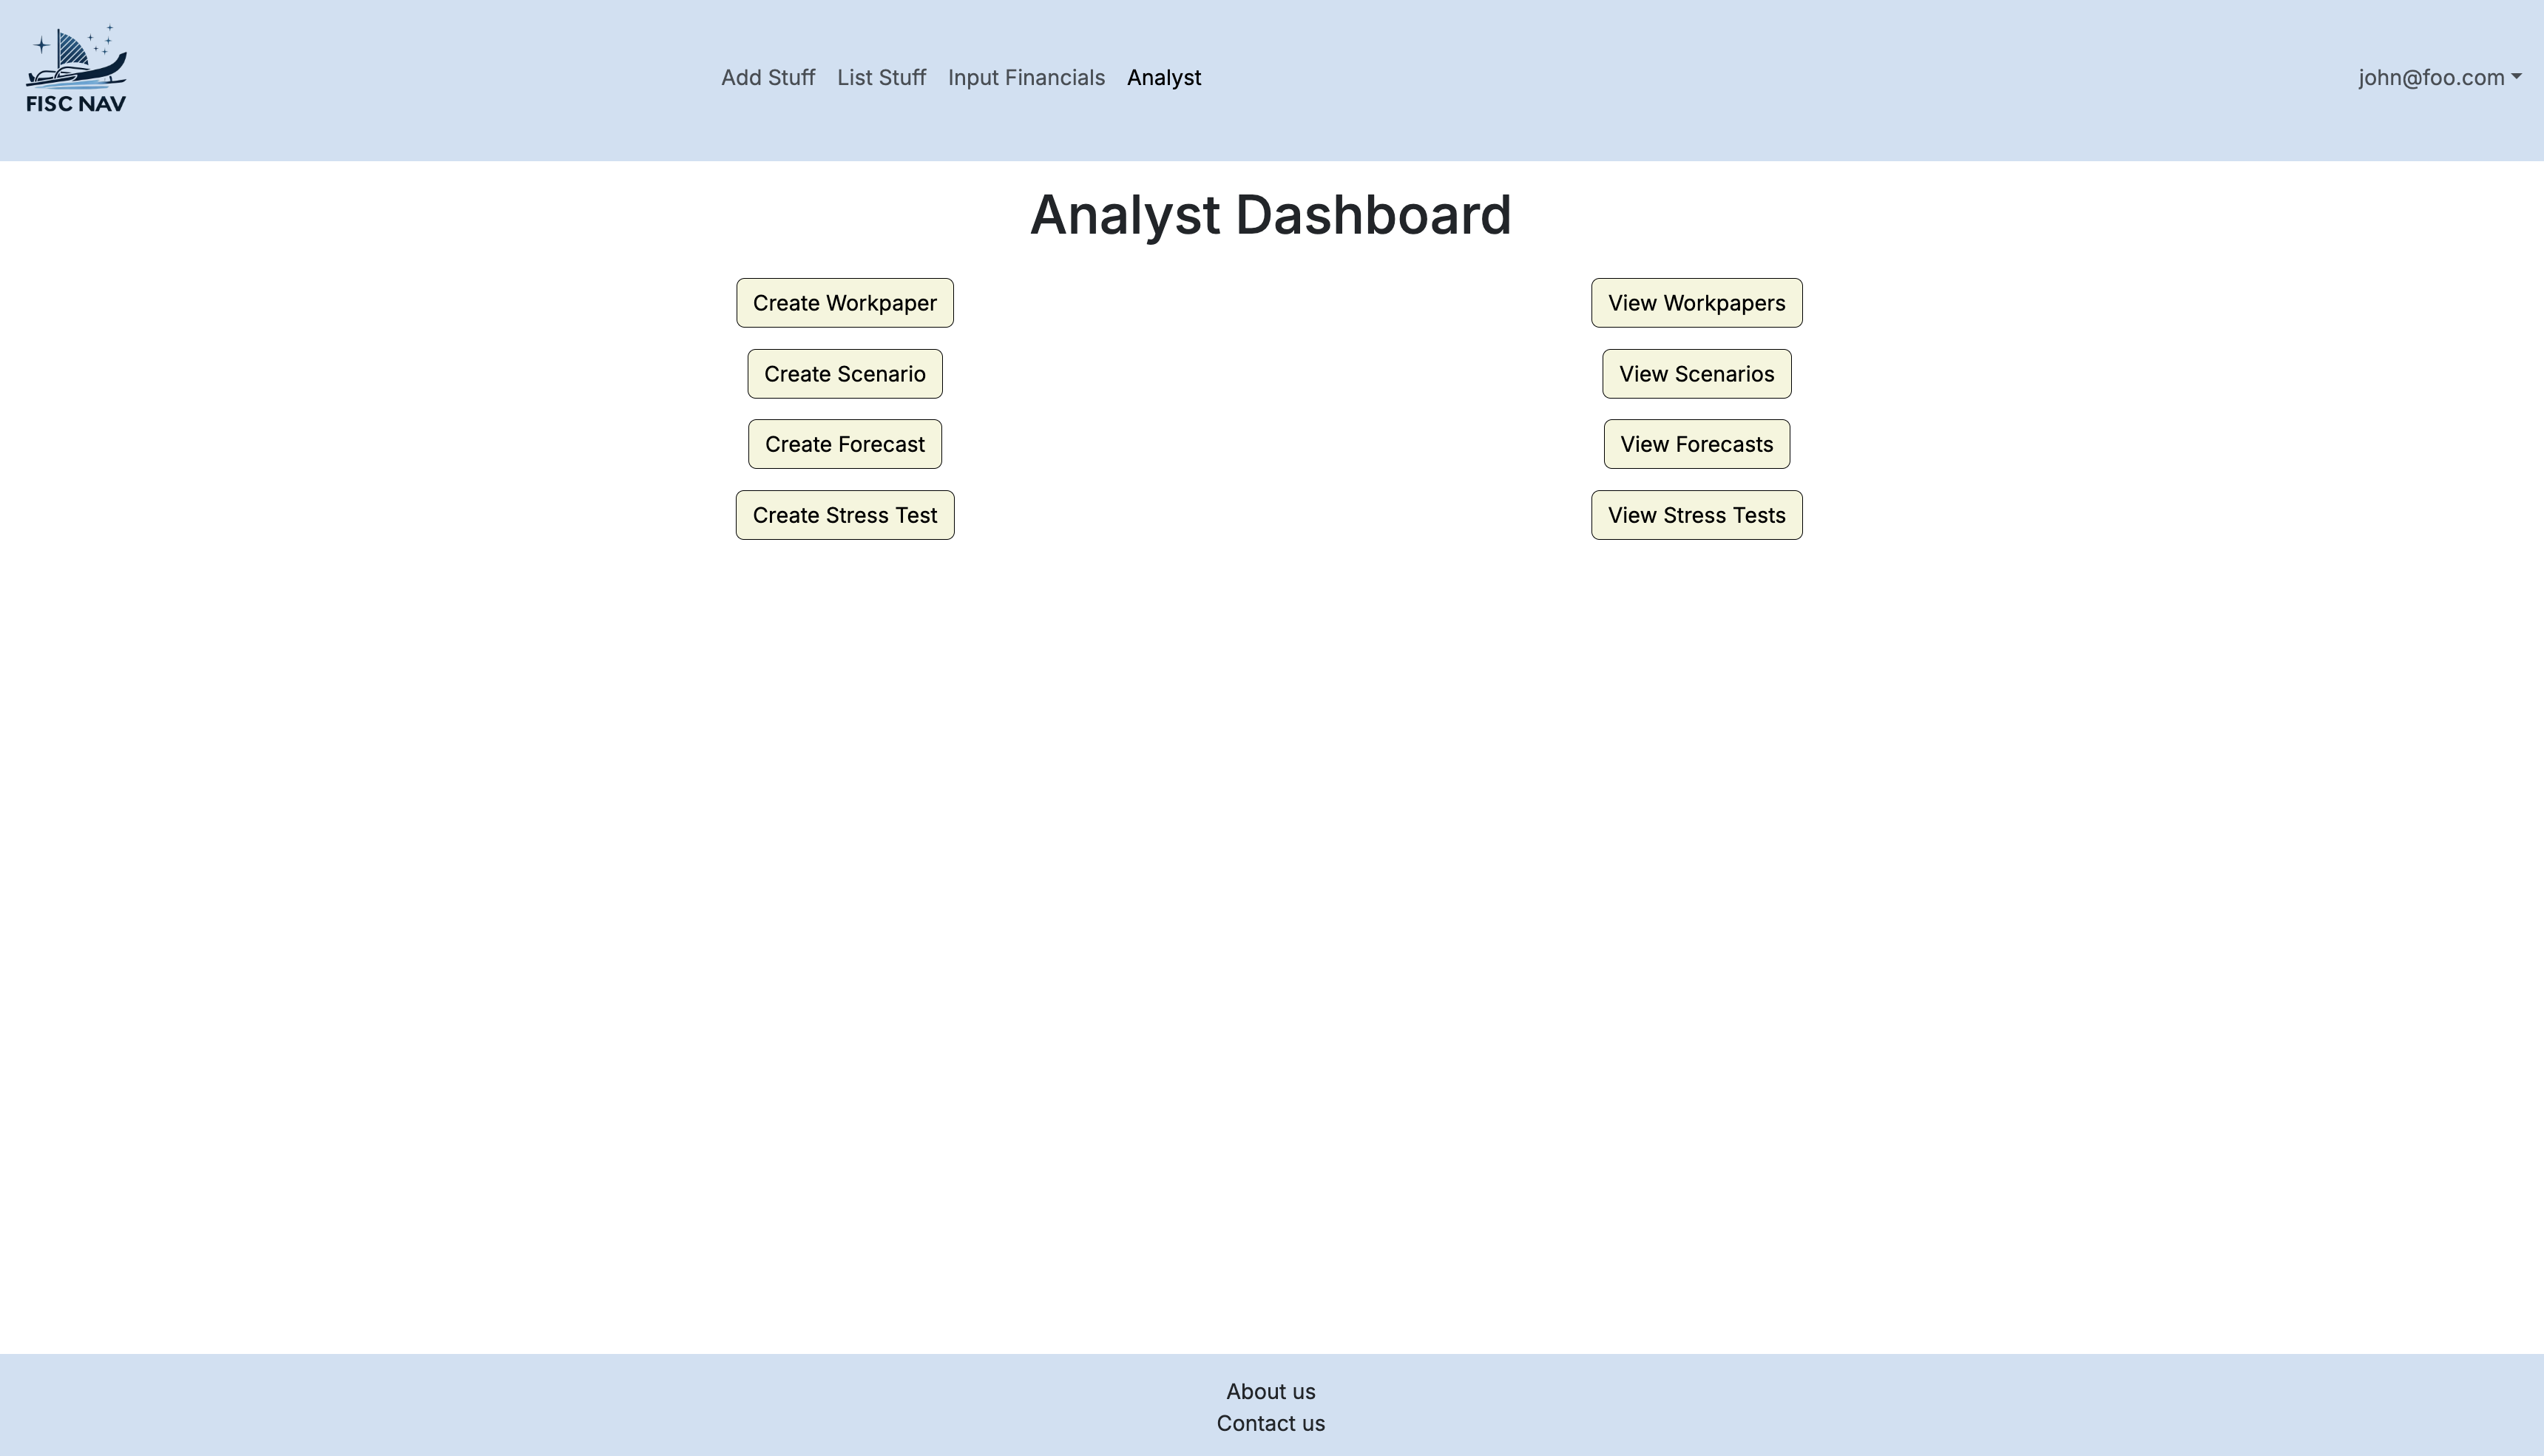 FISC NAV
Add Stuff List Stuff Input Financials Analyst
john@foo.com
Analyst Dashboard
Create Workpaper
View Workpapers
Create Scenario
View Scenarios
Create Forecast
View Forecasts
Create Stress Test
View Stress Tests
About us
Contact us